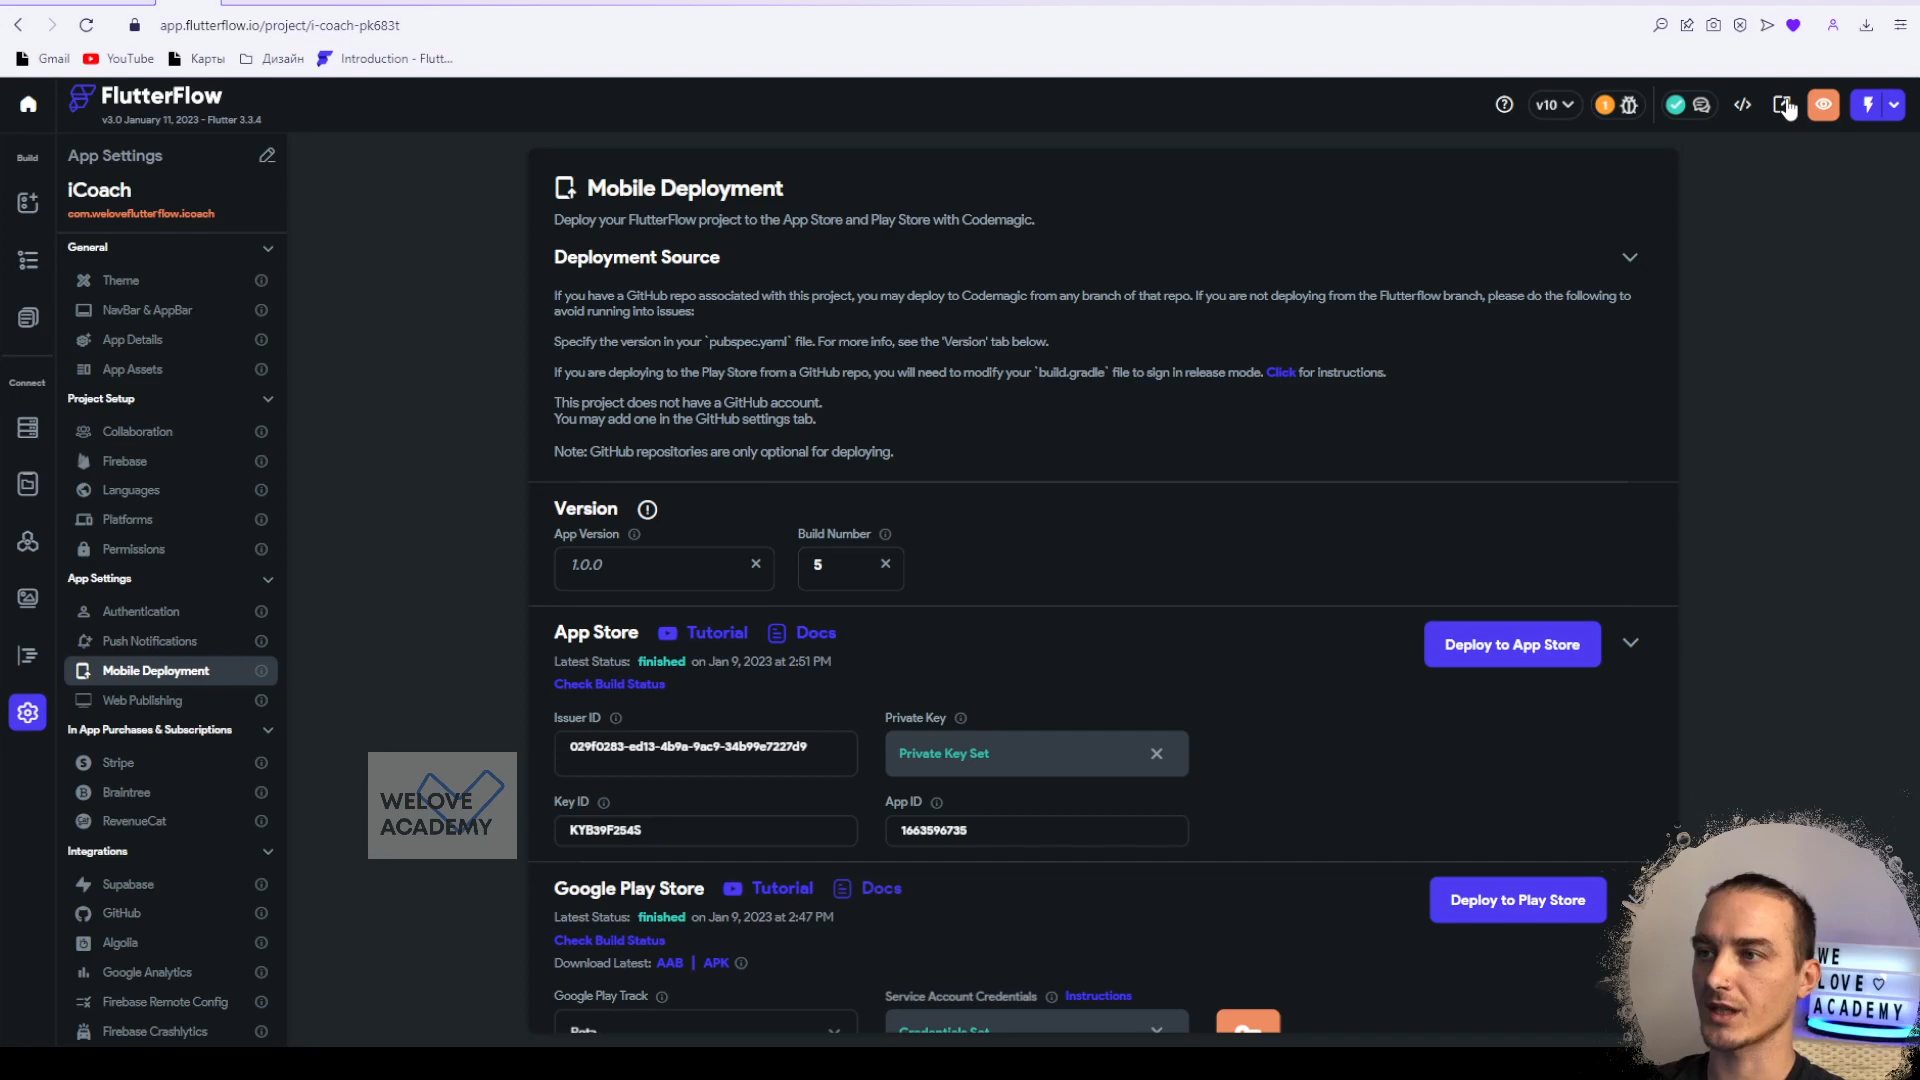 app.flutterflow.io/project/i-coach-pk683t
Gmail
YouTube
Карты
Дизайн
Introduction - Flutt...
FlutterFlow
v3.0 January 11, 2023 - Flutter 3.3.4
v10
1
Build
Connect
App Settings
iCoach
com.weloveflutterflow.icoach
General
Theme
NavBar & AppBar
App Details
App Assets
Project Setup
Collaboration
Firebase
Languages
Platforms
Permissions
App Settings
Authentication
Push Notifications
Mobile Deployment
Web Publishing
In App Purchases & Subscriptions
Stripe
Braintree
RevenueCat
Integrations
Supabase
GitHub
Algolia
Google Analytics
Firebase Remote Config
Firebase Crashlytics
Mobile Deployment
Deploy your FlutterFlow project to the App Store and Play Store with Codemagic.
Deployment Source
If you have a GitHub repo associated with this project, you may deploy to Codemagic from any branch of that repo. If you are not deploying from the Flutterflow branch, please do the following to
avoid running into issues:
Specify the version in your `pubspec.yaml` file. For more info, see the 'Version' tab below.
If you are deploying to the Play Store from a GitHub repo, you will need to modify your `build.gradle` file to sign in release mode. Click for instructions.
This project does not have a GitHub account.
You may add one in the GitHub settings tab.
Note: GitHub repositories are only optional for deploying.
Version
App Version
Build Number
1.0.0
5
App Store Tutorial Docs
Deploy to App Store
Latest Status: finished on Jan 9, 2023 at 2:51 PM
Check Build Status
Issuer ID
Private Key
029f0283-ed13-4b9a-9ac9-34b99e7227d9
Private Key Set
Key ID
App ID
KYB39F254S
1663596735
Google Play Store Tutorial Docs
Deploy to Play Store
Latest Status: finished on Jan 9, 2023 at 2:47 PM
Check Build Status
Download Latest: AAB | APK
Google Play Track
Service Account Credentials Instructions
Beta
Credentials Set
WELOVE
ACADEMY
WE
LOVE
ACADEMY